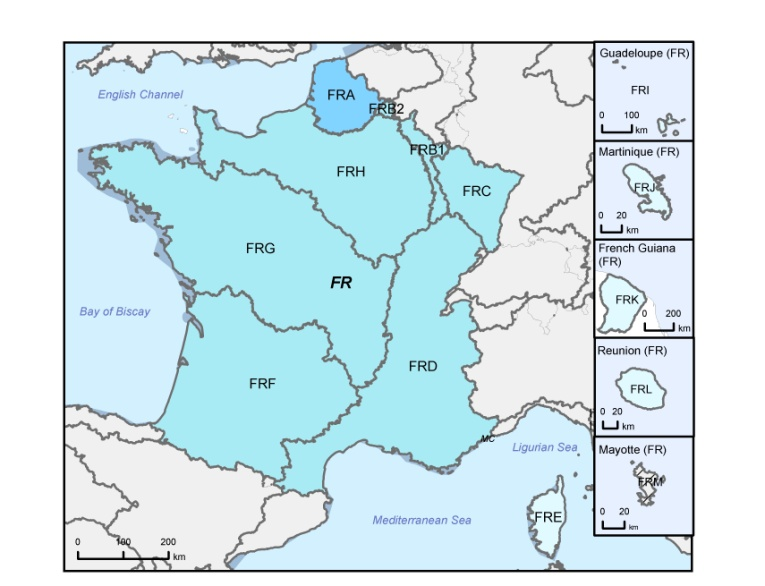 English Channel
FRA
FRB2
FRB1
FRH
FRC
FRG
FR
Bay of Biscay
FRD
FRF
MC
Ligurian Sea
Mediterranean Sea
FRE
0 100 200
km
Guadeloupe (FR)
FRI
0 100
km
Martinique (FR)
FRJ
0 20
km
French Guiana
(FR)
FRK
0 200
km
Reunion (FR)
FRL
0 20
km
Mayotte (FR)
FRM
0 20
km